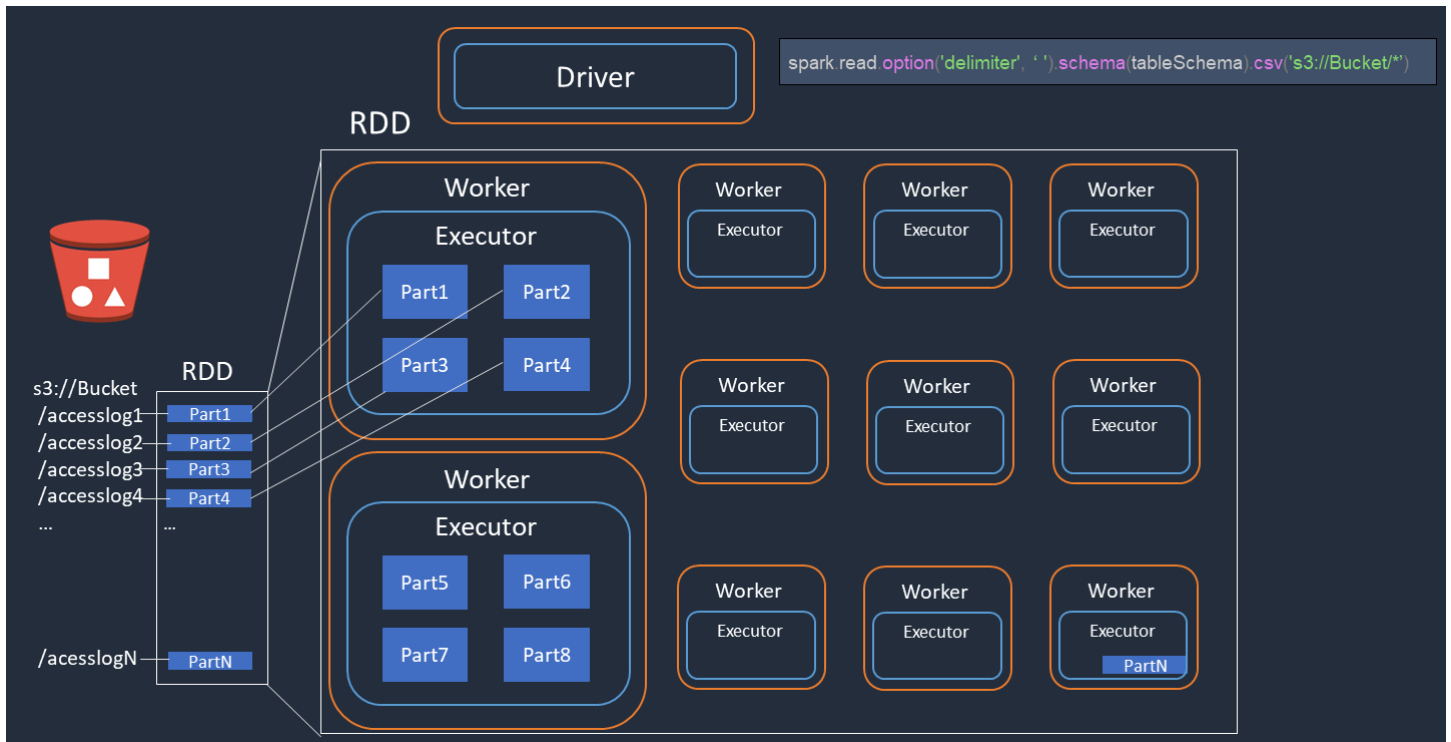 Driver
spark.read.option('delimiter', ‘ ’).schema(tableSchema).csv('s3://Bucket/*’)
RDD
Worker
Executor
Part1
Part2
Part3
Part4
Worker
Executor
Worker
Executor
Worker
Executor
Worker
Executor
Worker
Executor
Worker
Executor
RDD
s3://Bucket
/accesslog1
Part1
/accesslog2
Part2
/accesslog3
Part3
/accesslog4
Part4
...
...
/acesslogN
PartN
Worker
Executor
Part5
Part6
Part7
Part8
Worker
Executor
Worker
Executor
Worker
Executor
PartN